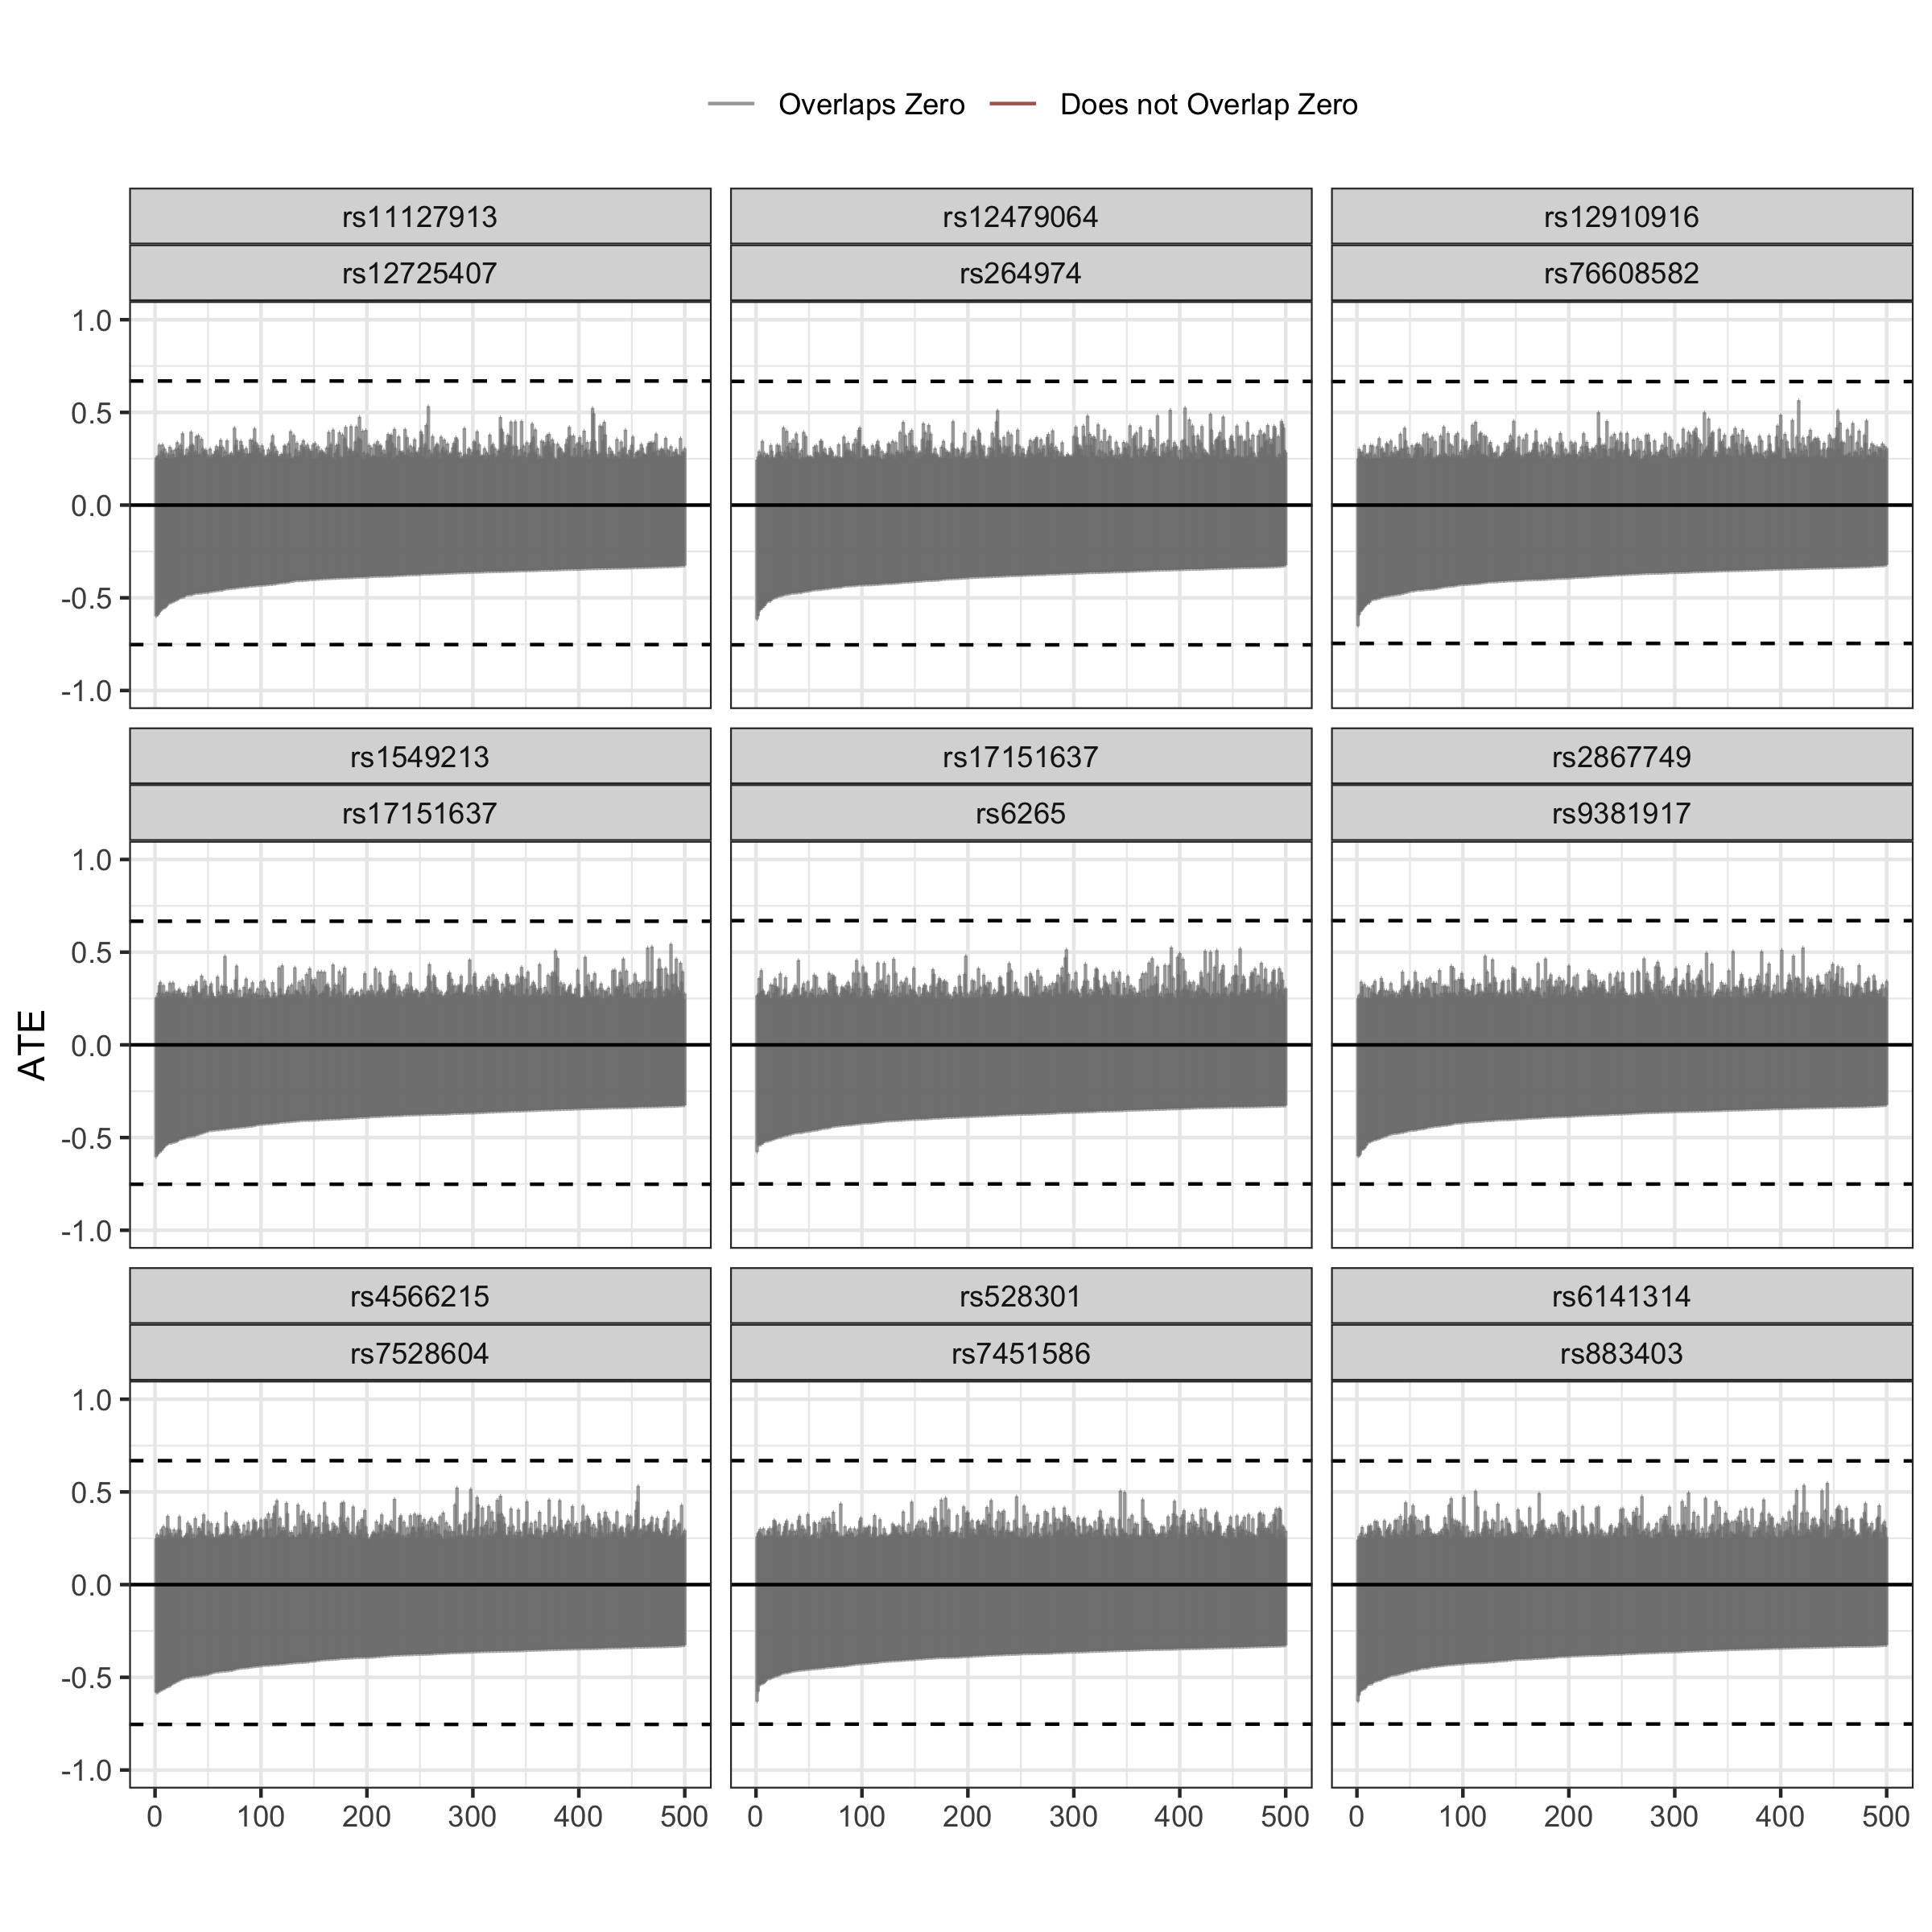 Overlaps Zero Does not Overlap Zero
rs11127913 rs12479064 rs12910916
rs12725407 rs264974 rs76608582
1.0
0.5
0.0
-0.5
-1.0
rs1549213 rs17151637 rs2867749
rs17151637 rs6265 rs9381917
1.0
0.5
0.0
-0.5
-1.0
ATE
rs4566215 rs528301 rs6141314
rs7528604 rs7451586 rs883403
1.0
0.5
0.0
-0.5
-1.0
0 100 200 300 400 500 0 100 200 300 400 500 0 100 200 300 400 500